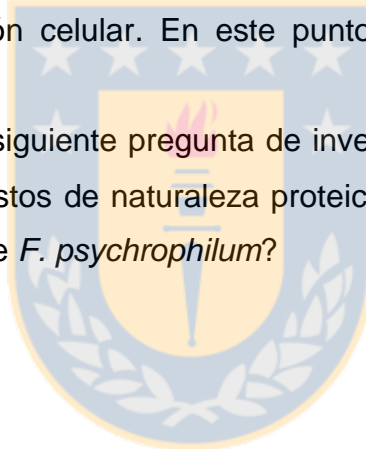 ón celular. En este punto
siguiente pregunta de inve
stos de naturaleza proteic
e F. psychrophilum?